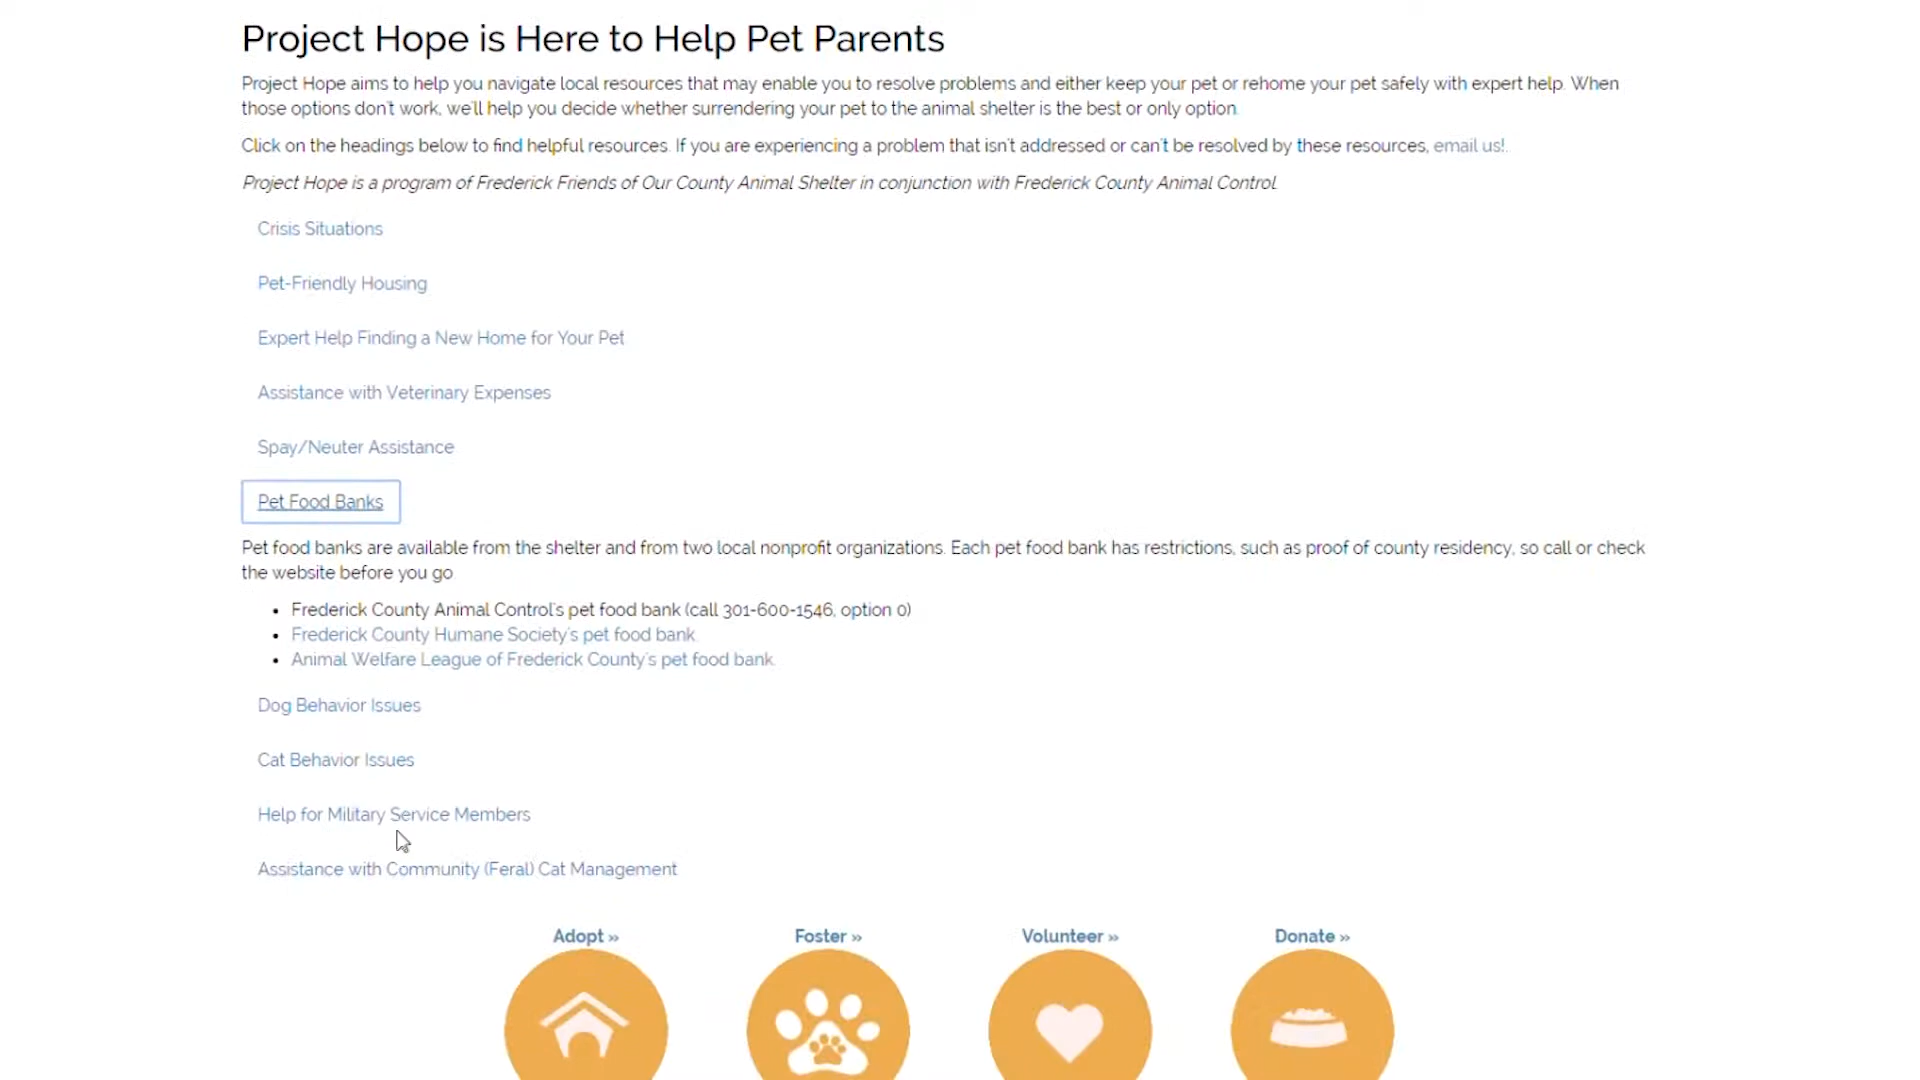 Project Hope is Here to Help Pet Parents
Project Hope aims to help you navigate local resources that may enable you to resolve problems and either keep your pet or rehome your pet safely with expert help. When
those options don't work, we'll help you decide whether surrendering your pet to the animal shelter is the best or only option.
Click on the headings below to find helpful resources. If you are experiencing a problem that isn't addressed or can't be resolved by these resources, email us!.
Project Hope is a program of Frederick Friends of Our County Animal Shelter in conjunction with Frederick County Animal Control.
Crisis Situations
Pet-Friendly Housing
Expert Help Finding a New Home for Your Pet
Assistance with Veterinary Expenses
Spay/Neuter Assistance
Pet Food Banks
Pet food banks are available from the shelter and from two local nonprofit organizations. Each pet food bank has restrictions, such as proof of county residency, so call or check
the website before you go
• Frederick County Animal Control's pet food bank (call 301-600-1546, option 0)
• Frederick County Humane Society's pet food bank.
• Animal Welfare League of Frederick County's pet food bank.
Dog Behavior Issues
Cat Behavior Issues
Help for Military Service Members
Assistance with Community (Feral) Cat Management
Adopt » Foster » Volunteer » Donate »